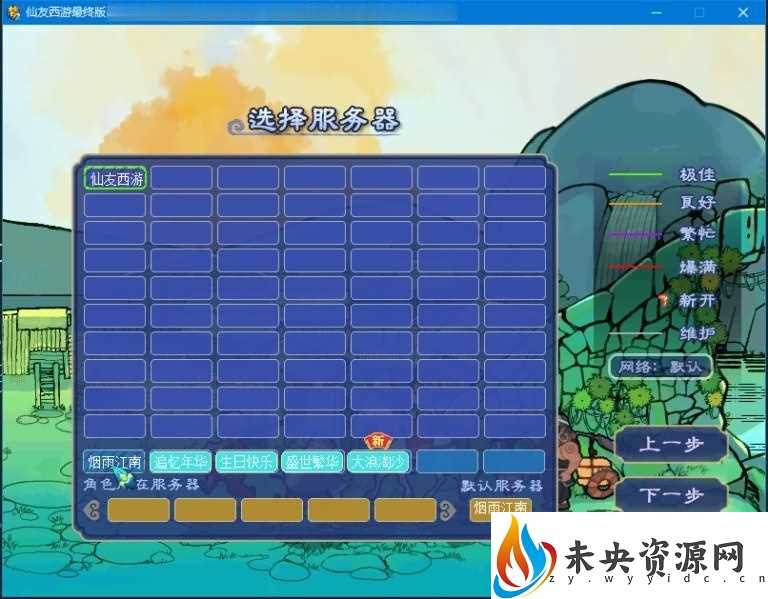 仙友西游最终版
选择服务器
仙友西游
极佳
良好
繁忙
爆满
新开
维护
网络：默认
新
烟雨江南 追忆年华 生日快乐 盛世繁华 大浪淘沙
角色所在服务器
默认服务器
烟雨江南
上一步
下一步
未央资源网
zy.wyyidc.cn